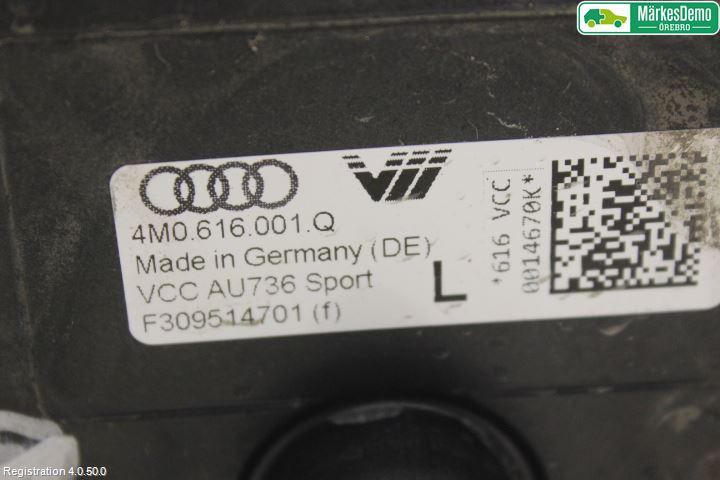 MärkesDemo
ÖREBRO
4M0.616.001.Q
Made in Germany (DE)
VCC AU736 Sport
F309514701 (f)
L
*616 VCC
0014670K*
Registration 4.0.50.0